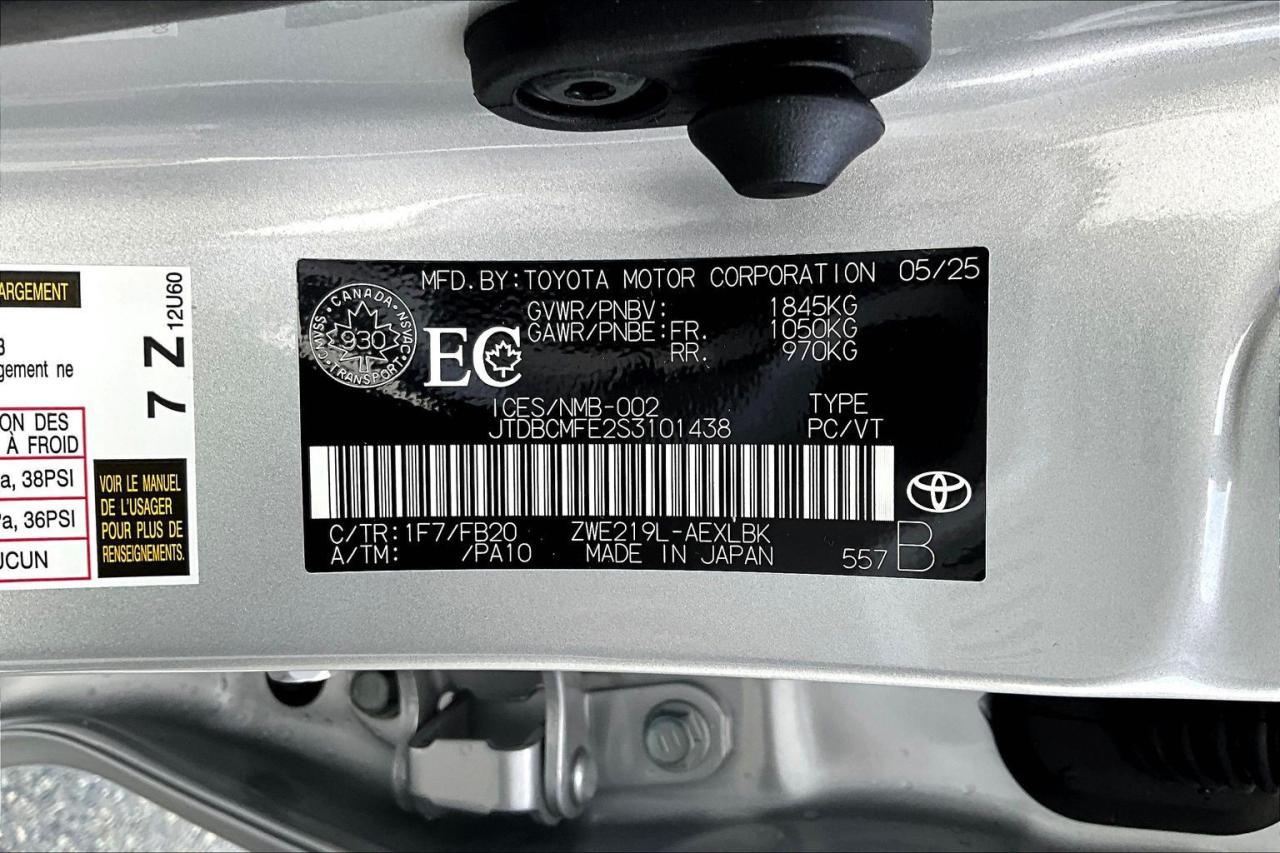 ARGEMENT
3
gement ne
7 Z 12U60
ON DES
À FROID
a, 38PSI
Pa, 36PSI
UCUN
VOIR LE MANUEL
DE L'USAGER
POUR PLUS DE
RENSEIGNEMENTS.
MFD.BY:TOYOTA MOTOR CORPORATION 05/25
CANADA
CMVSS NSVAC
930
TRANSPORT
EC
GVWR/PNBV: 1845KG
GAWR/PNBE:FR. 1050KG
RR. 970KG
ICES/NMB-002 TYPE
JTDBCMFE2S3101438 PC/VT
C/TR:1F7/FB20 ZWE219L-AEXLBK
A/TM: /PA10 MADE IN JAPAN 557 B